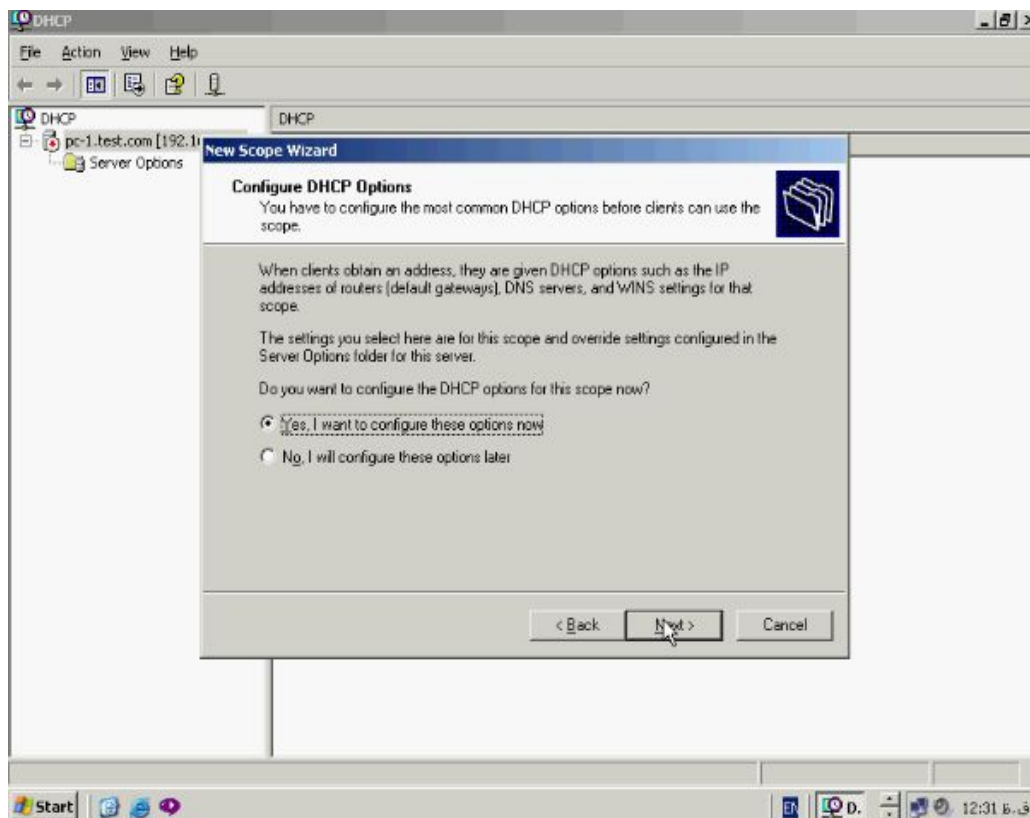 DHCP
File Action View Help
DHCP
DHCP
pc-1.test.com [192.1
Server Options
New Scope Wizard
Configure DHCP Options
You have to configure the most common DHCP options before clients can use the
scope.
When clients obtain an address, they are given DHCP options such as the IP
addresses of routers (default gateways), DNS servers, and WINS settings for that
scope.
The settings you select here are for this scope and override settings configured in the
Server Options folder for this server.
Do you want to configure the DHCP options for this scope now?
Yes, I want to configure these options now
No, I will configure these options later
< Back Next > Cancel
Start EN D. 12:31 ق.ظ